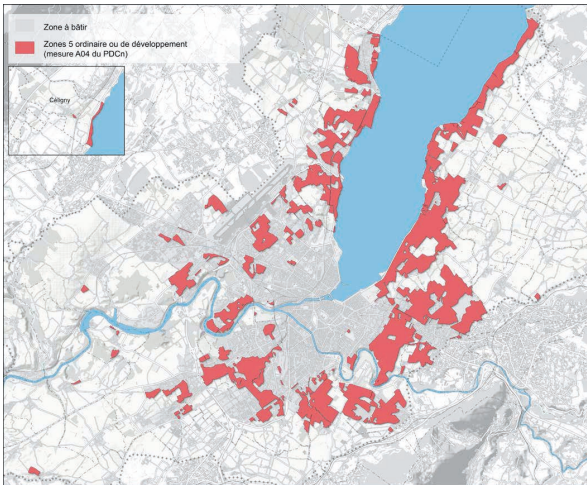 Zone à bâtir
Zones 5 ordinaire ou de développement
(mesure A04 du PDCn)
Céligny